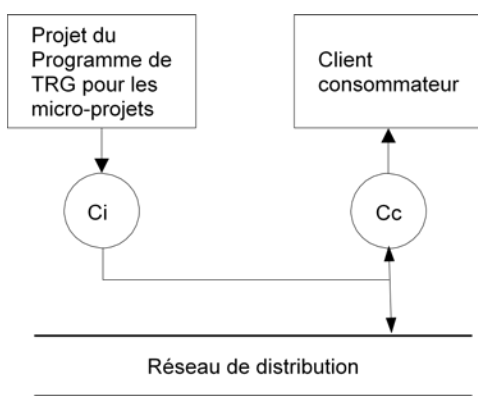 Projet du
Programme de
TRG pour les
micro-projets
Client
consommateur
Ci
Cc
Réseau de distribution